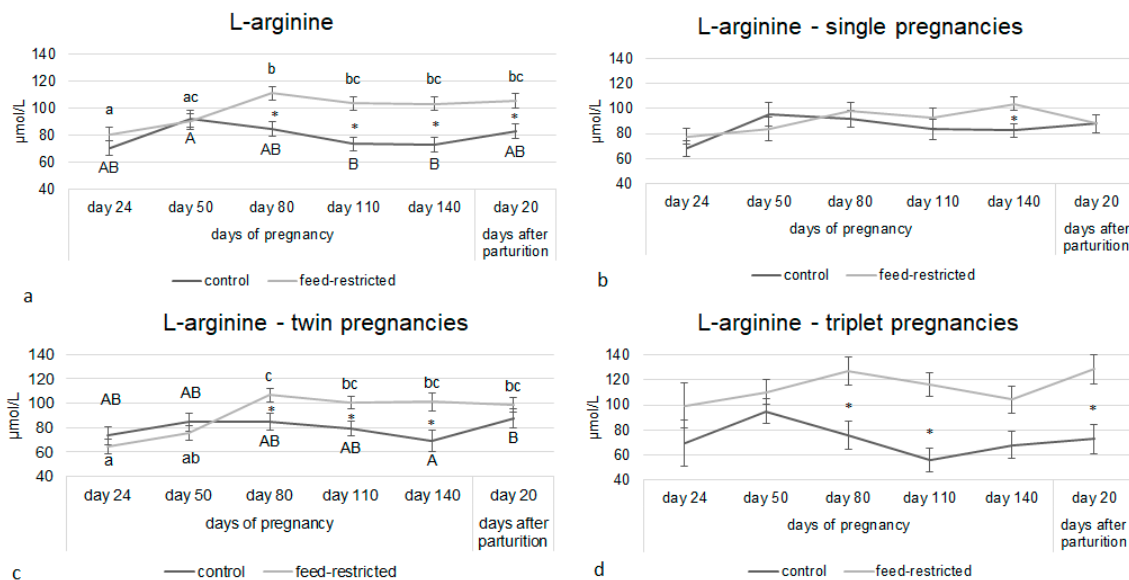 L-arginine
a b bc bc bc
ac
140
120
100
80
60
40
μmol/L
* * * *
A AB AB
AB B B
day 24 day 50 day 80 day 110 day 140 day 20
days of pregnancy
days after
parturition
control feed-restricted
a
L-arginine - single pregnancies
140
120
100
80
60
40
μmol/L
*
day 24 day 50 day 80 day 110 day 140 day 20
days of pregnancy
days after
parturition
control feed-restricted
b
L-arginine - twin pregnancies
140
120
100
80
60
40
μmol/L
AB AB c bc bc bc
* * *
a ab AB AB A B
day 24 day 50 day 80 day 110 day 140 day 20
days of pregnancy
days after
parturition
control feed-restricted
c
L-arginine - triplet pregnancies
140
120
100
80
60
40
μmol/L
* * *
day 24 day 50 day 80 day 110 day 140 day 20
days of pregnancy
days after
parturition
control feed-restricted
d